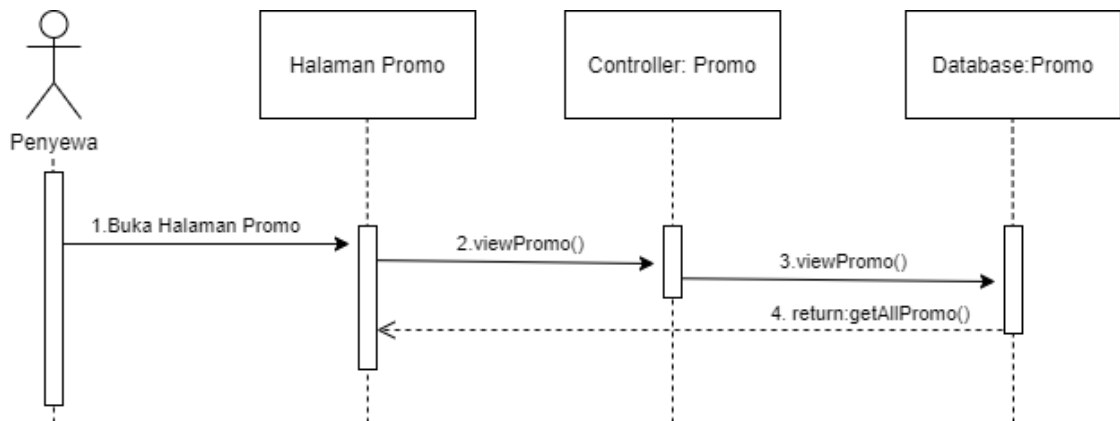 Halaman Promo
Controller: Promo
Database:Promo
Penyewa
1.Buka Halaman Promo
2.viewPromo()
3.viewPromo()
4. return:getAllPromo()